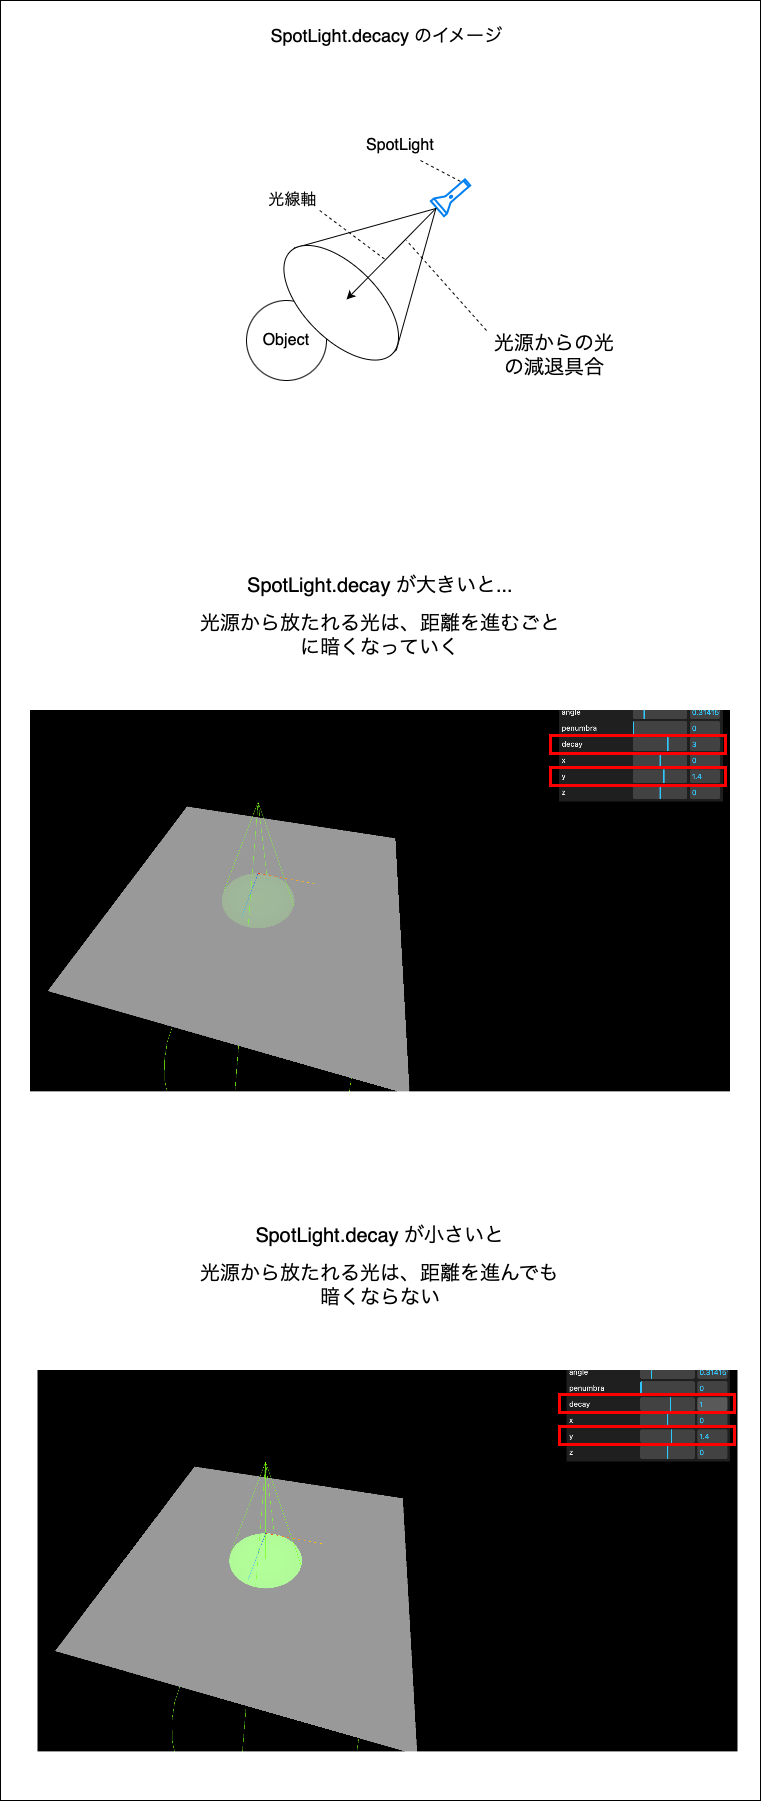 SpotLight.decacy のイメージ
SpotLight
光線軸
Object
光源からの光
の減退具合
SpotLight.decay が大きいと...
光源から放たれる光は、距離を進むごと
に暗くなっていく
angle 0.31415
penumbra 0
decay 3
x 0
y 1.4
z 0
SpotLight.decay が小さいと
光源から放たれる光は、距離を進んでも
暗くならない
angle 0.31415
penumbra 0
decay 1
x 0
y 1.4
z 0